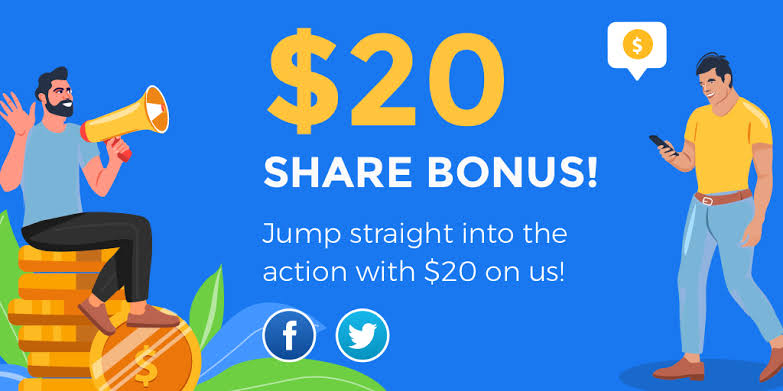 $20
SHARE BONUS!
Jump straight into the
action with $20 on us!
$
$
f